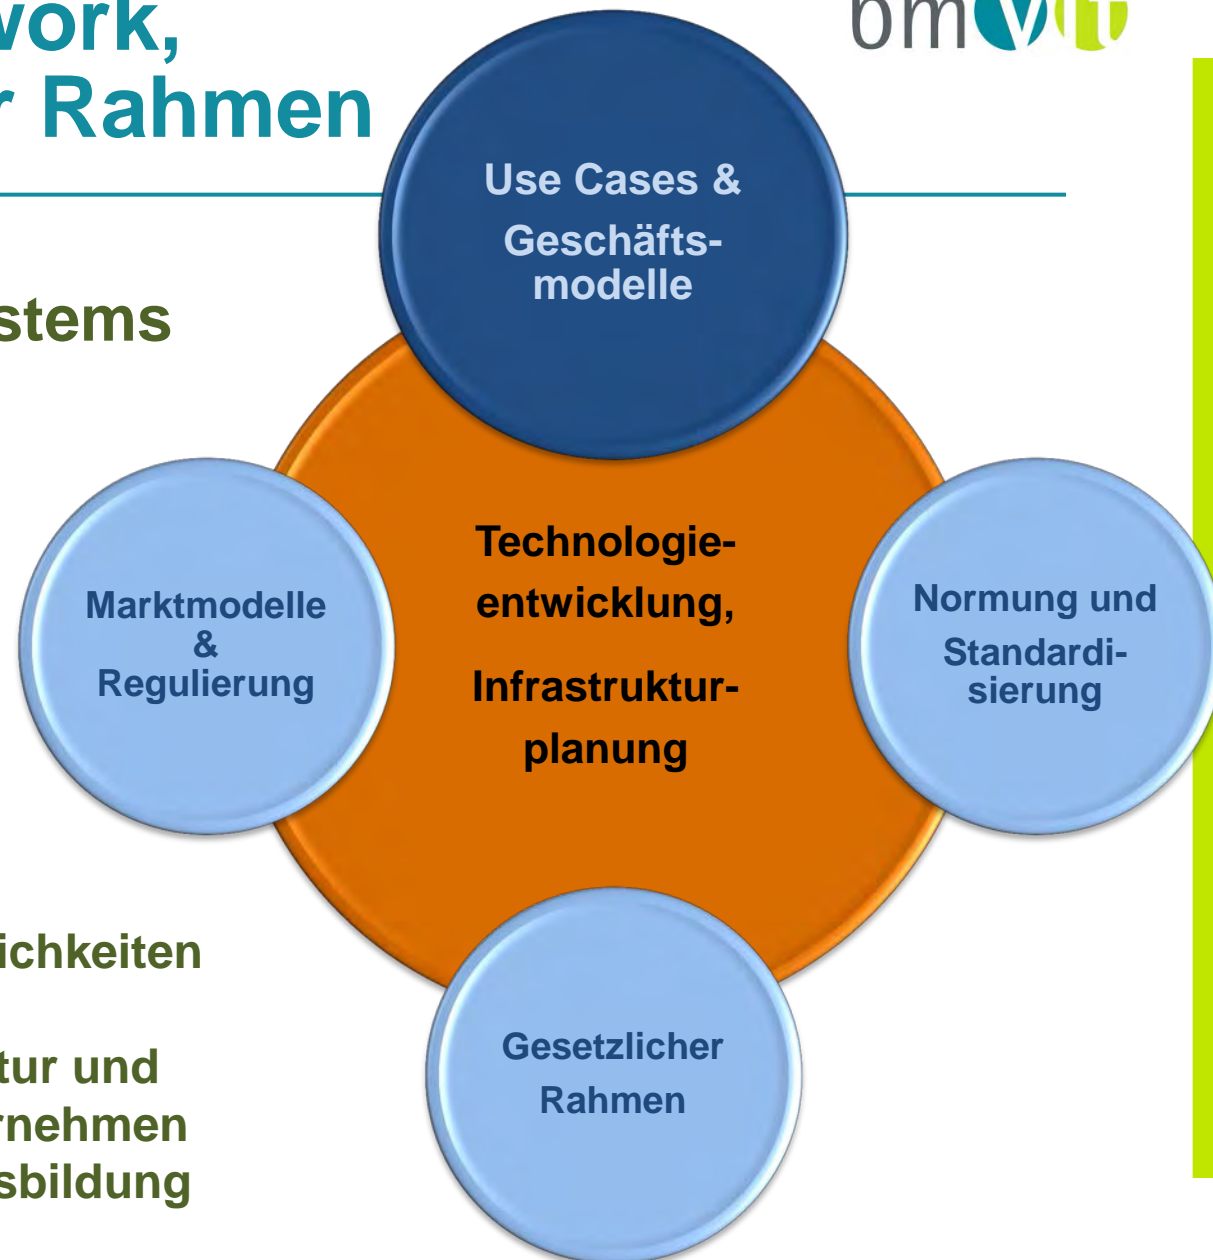 work,
r Rahmen
bmvit
Use Cases &
Geschäfts-
modelle
stems
Technologie-
entwicklung,
Infrastruktur-
planung
Marktmodelle
&
Regulierung
Normung und
Standardi-
sierung
ichkeiten
tur und
rnehmen
sbildung
Gesetzlicher
Rahmen